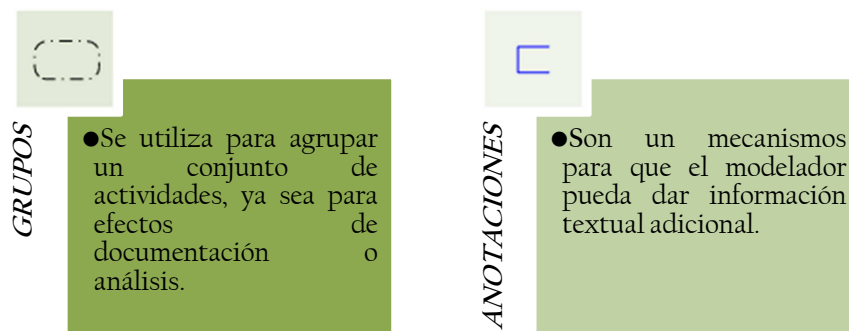 GRUPOS
●Se utiliza para agrupar
un conjunto de
actividades, ya sea para
efectos de
documentación o
análisis.
ANOTACIONES
●Son un mecanismos
para que el modelador
pueda dar información
textual adicional.